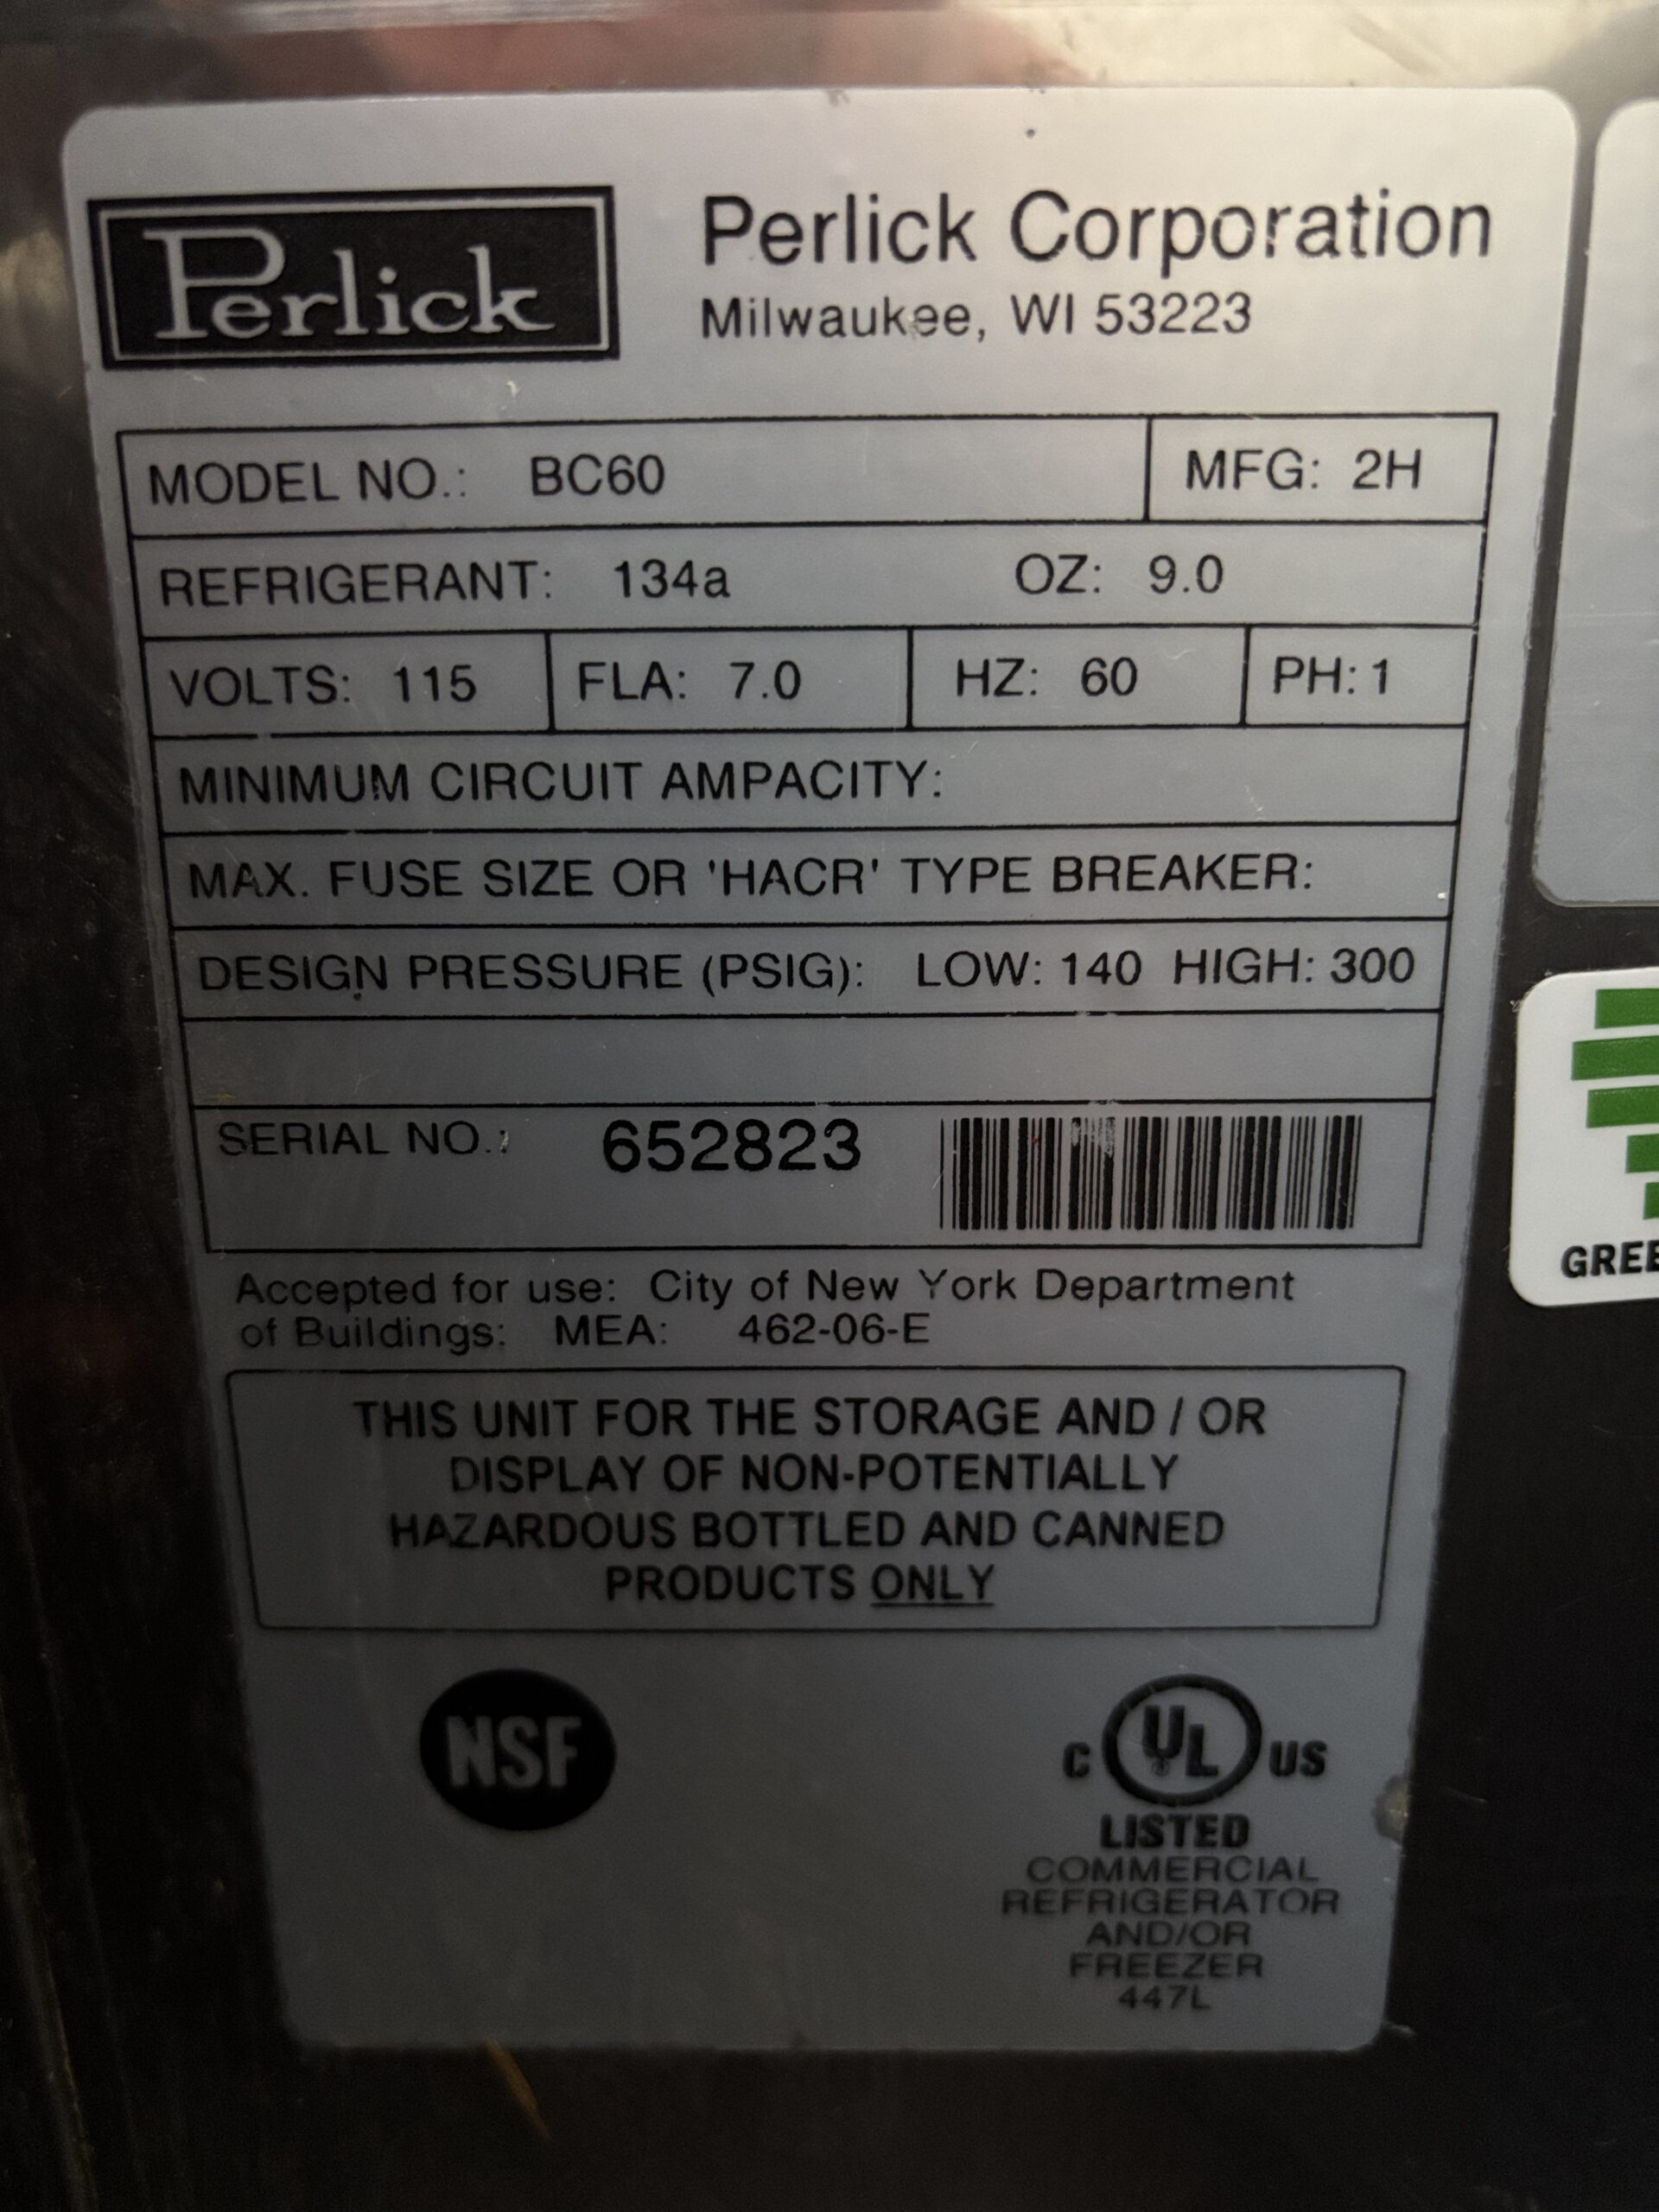 Perlick
Perlick Corporation
Milwaukee, WI 53223
MODEL NO.: BC60 MFG: 2H
REFRIGERANT: 134a OZ: 9.0
VOLTS: 115 FLA: 7.0 HZ: 60 PH: 1
MINIMUM CIRCUIT AMPACITY:
MAX. FUSE SIZE OR 'HACR' TYPE BREAKER:
DESIGN PRESSURE (PSIG): LOW: 140 HIGH: 300
SERIAL NO.: 652823
Accepted for use: City of New York Department
of Buildings: MEA: 462-06-E
THIS UNIT FOR THE STORAGE AND / OR
DISPLAY OF NON-POTENTIALLY
HAZARDOUS BOTTLED AND CANNED
PRODUCTS ONLY
NSF
C UL US
LISTED
COMMERCIAL
REFRIGERATOR
AND/OR
FREEZER
447L